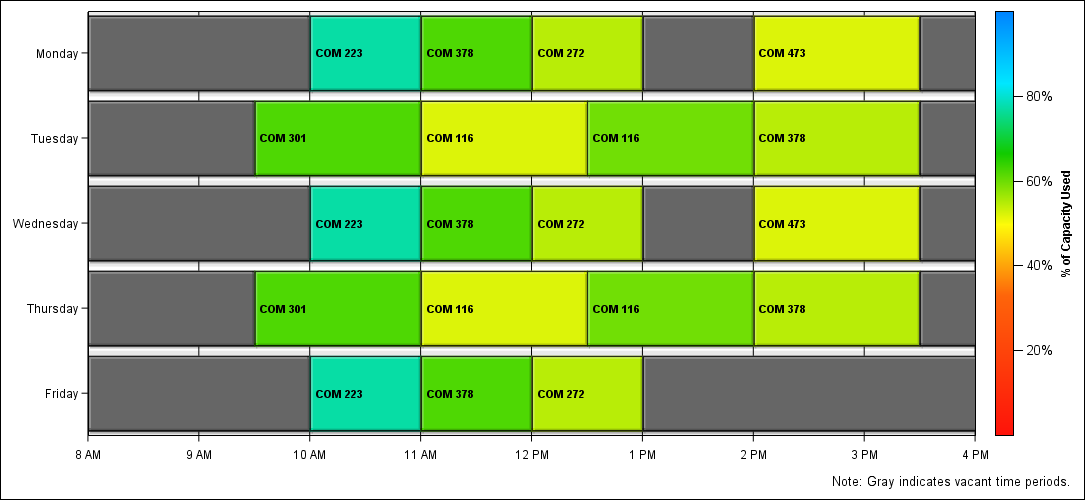 Monday COM 223 COM 378 COM 272 COM 473
Tuesday COM 301 COM 116 COM 116 COM 378
Wednesday COM 223 COM 378 COM 272 COM 473
Thursday COM 301 COM 116 COM 116 COM 378
Friday COM 223 COM 378 COM 272
8 AM 9 AM 10 AM 11 AM 12 PM 1 PM 2 PM 3 PM 4 PM
80%
60%
40%
20%
% of Capacity Used
Note: Gray indicates vacant time periods.